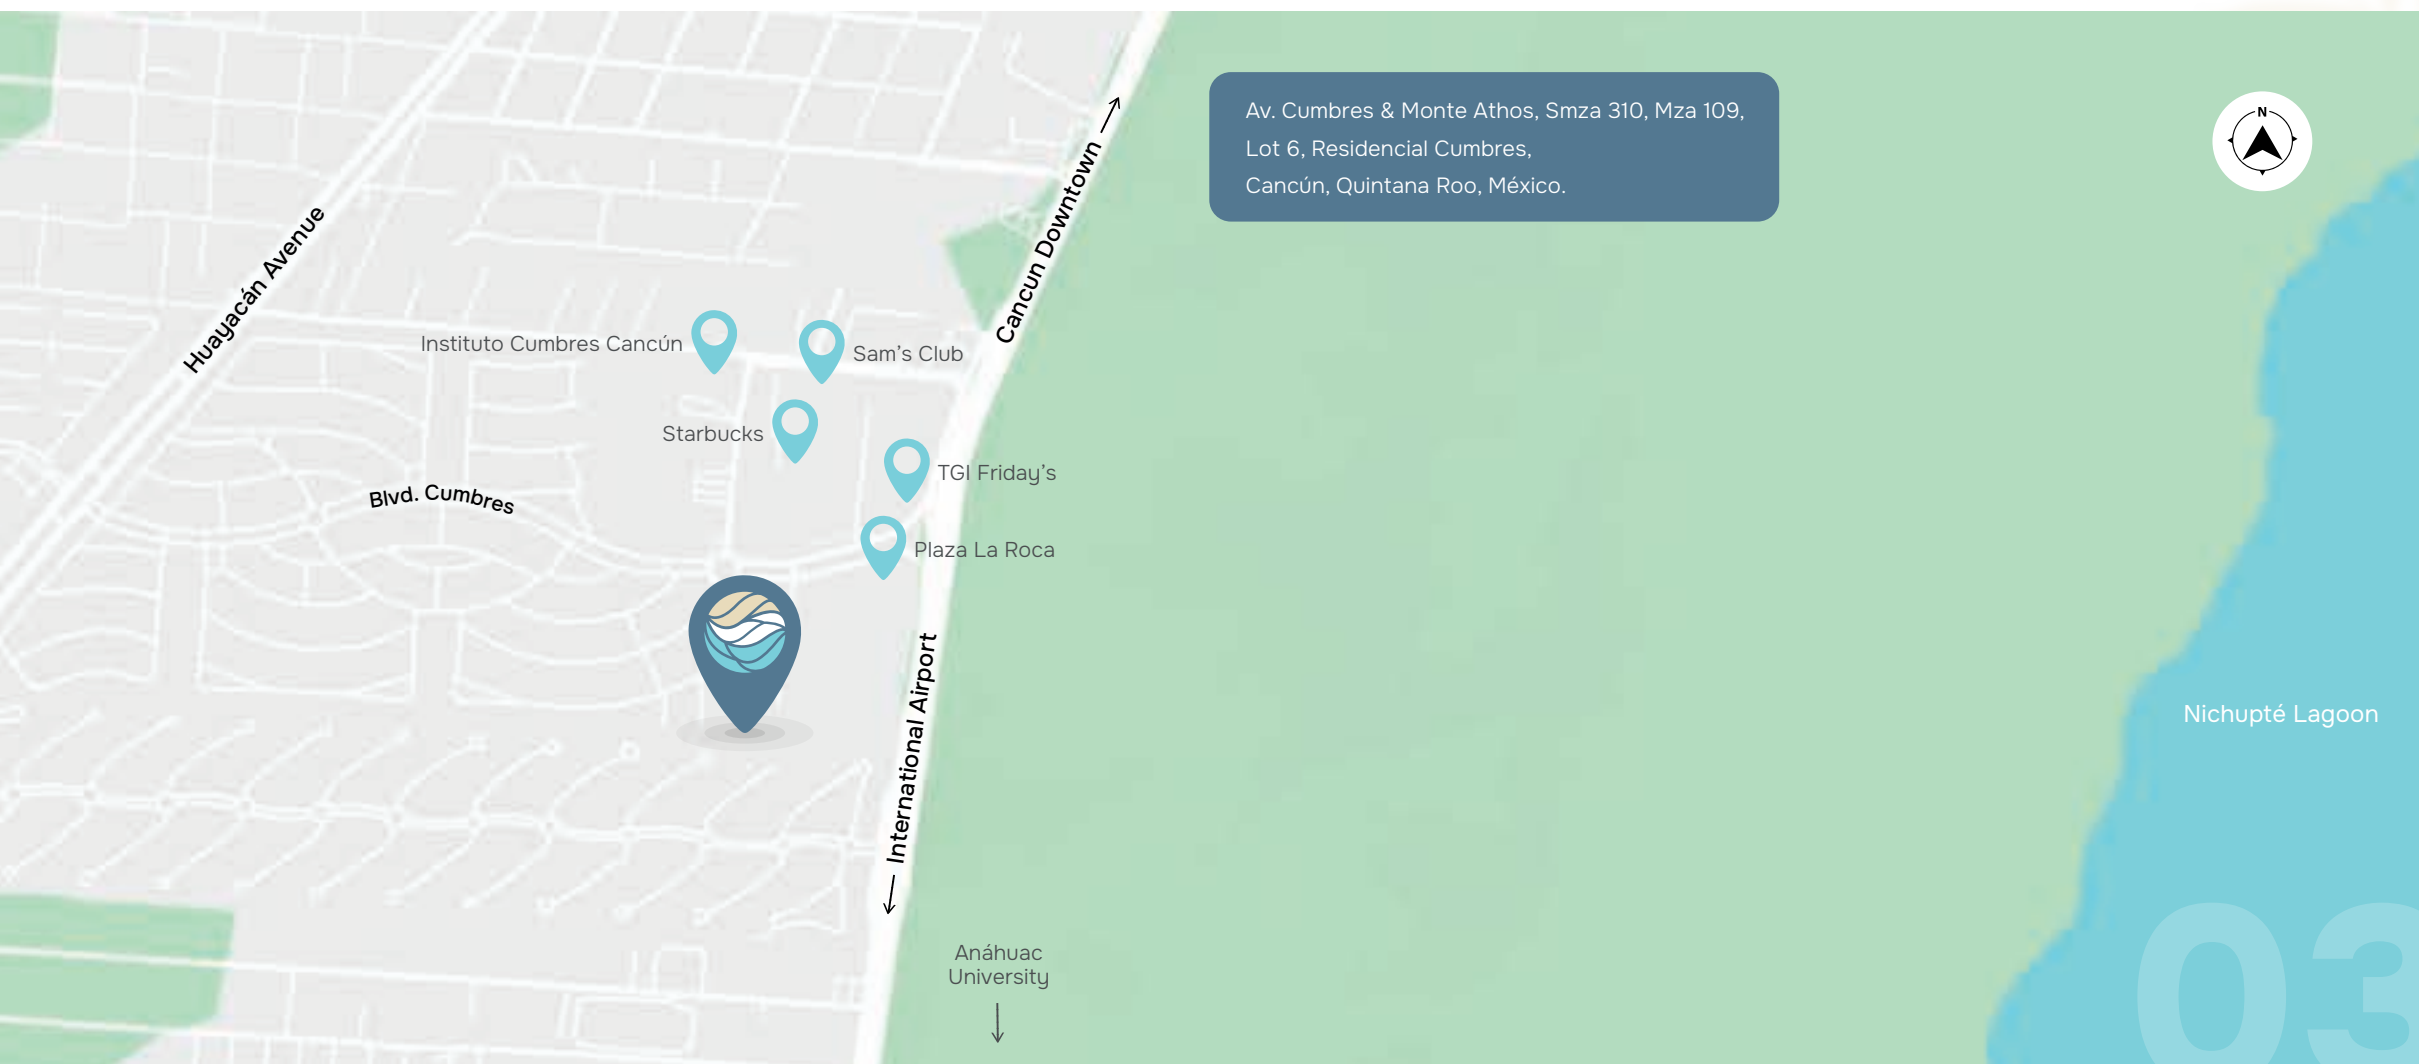 Av. Cumbres & Monte Athos, Smza 310, Mza 109,
Lot 6, Residencial Cumbres,
Cancún, Quintana Roo, México.
N
Huayacán Avenue
Cancun Downtown
Instituto Cumbres Cancún
Sam’s Club
Starbucks
TGI Friday’s
Blvd. Cumbres
Plaza La Roca
International Airport
Nichupté Lagoon
Anáhuac
University
03